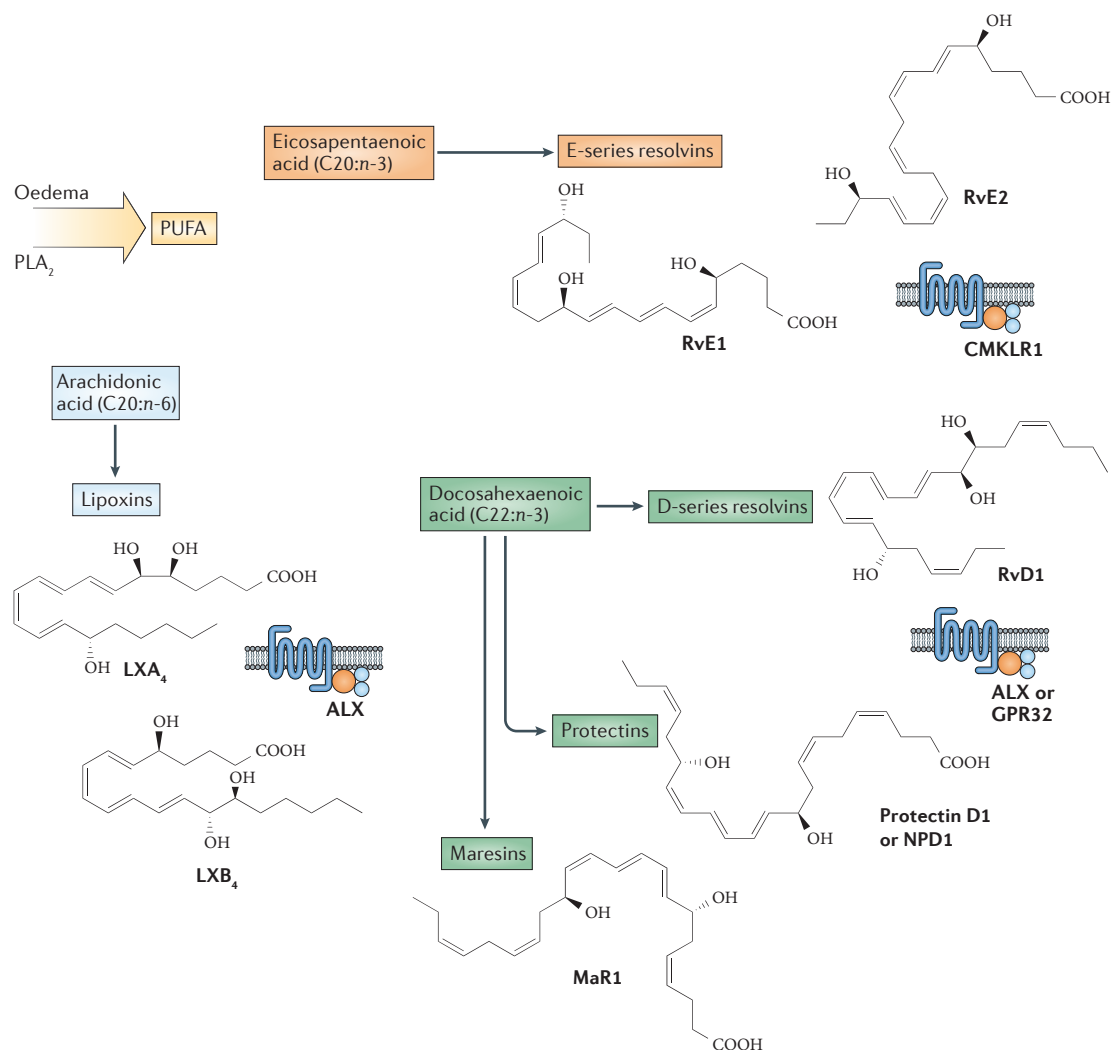 OH
COOH
HO
RvE2
Eicosapentaenoic
acid (C20:n-3)
E-series resolvins
Oedema
PUFA
PLA₂
OH
OH
HO
COOH
RvE1
CMKLR1
Arachidonic
acid (C20:n-6)
Lipoxins
HO
OH
Docosahexaenoic
acid (C22:n-3)
D-series resolvins
HO
RvD1
HO OH
COOH
OH
LXA₄
ALX
ALX or
GPR32
Protectins
OH
COOH
OH
Protectin D1
or NPD1
OH
COOH
OH
OH
LXB₄
Maresins
OH
OH
MaR1
COOH